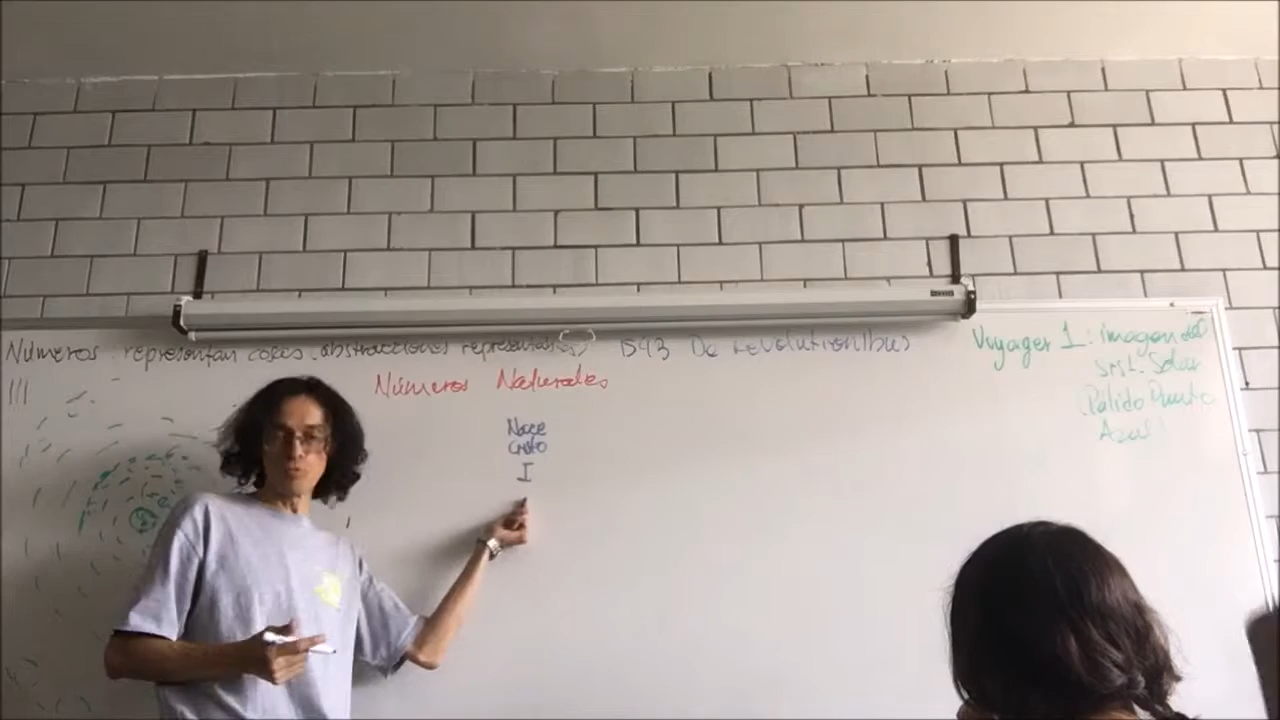 Números representan cosas abstracciones representas(s) 1543 De revolutionibus
|||
Números Naturales
Nace
Cristo
I
Voyager 1: imagen del
Sist. Solar
(Pálido Punto
Azul)